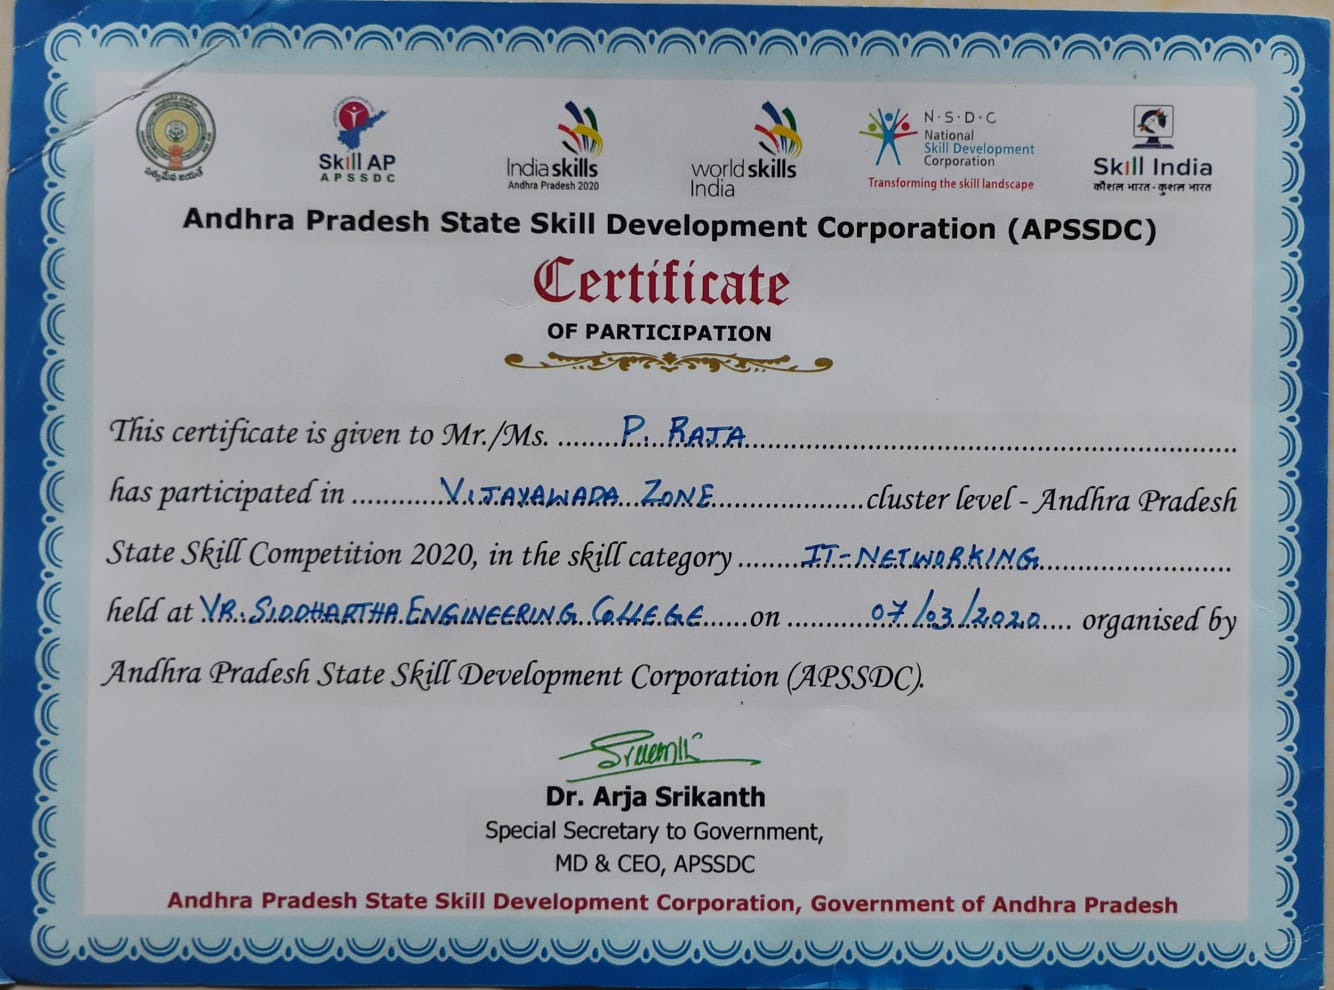 సత్యమేవ జయతే
Skill AP
APSSDC
India skills
Andhra Pradesh 2020
world skills
India
N·S·D·C
National
Skill Development
Corporation
Transforming the skill landscape
Skill India
कौशल भारत - कुशल भारत
Andhra Pradesh State Skill Development Corporation (APSSDC)
Certificate
OF PARTICIPATION
This certificate is given to Mr./Ms. ........P. RAJA..........
has participated in ...........VIJAYAWADA ZONE...........cluster level - Andhra Pradesh
State Skill Competition 2020, in the skill category ........IT-NETWORKING..........
held at VR. SIDDHARTHA ENGINEERING COLLEGE......on ...........07/03/2020.... organised by
Andhra Pradesh State Skill Development Corporation (APSSDC).
Dr. Arja Srikanth
Special Secretary to Government,
MD & CEO, APSSDC
Andhra Pradesh State Skill Development Corporation, Government of Andhra Pradesh